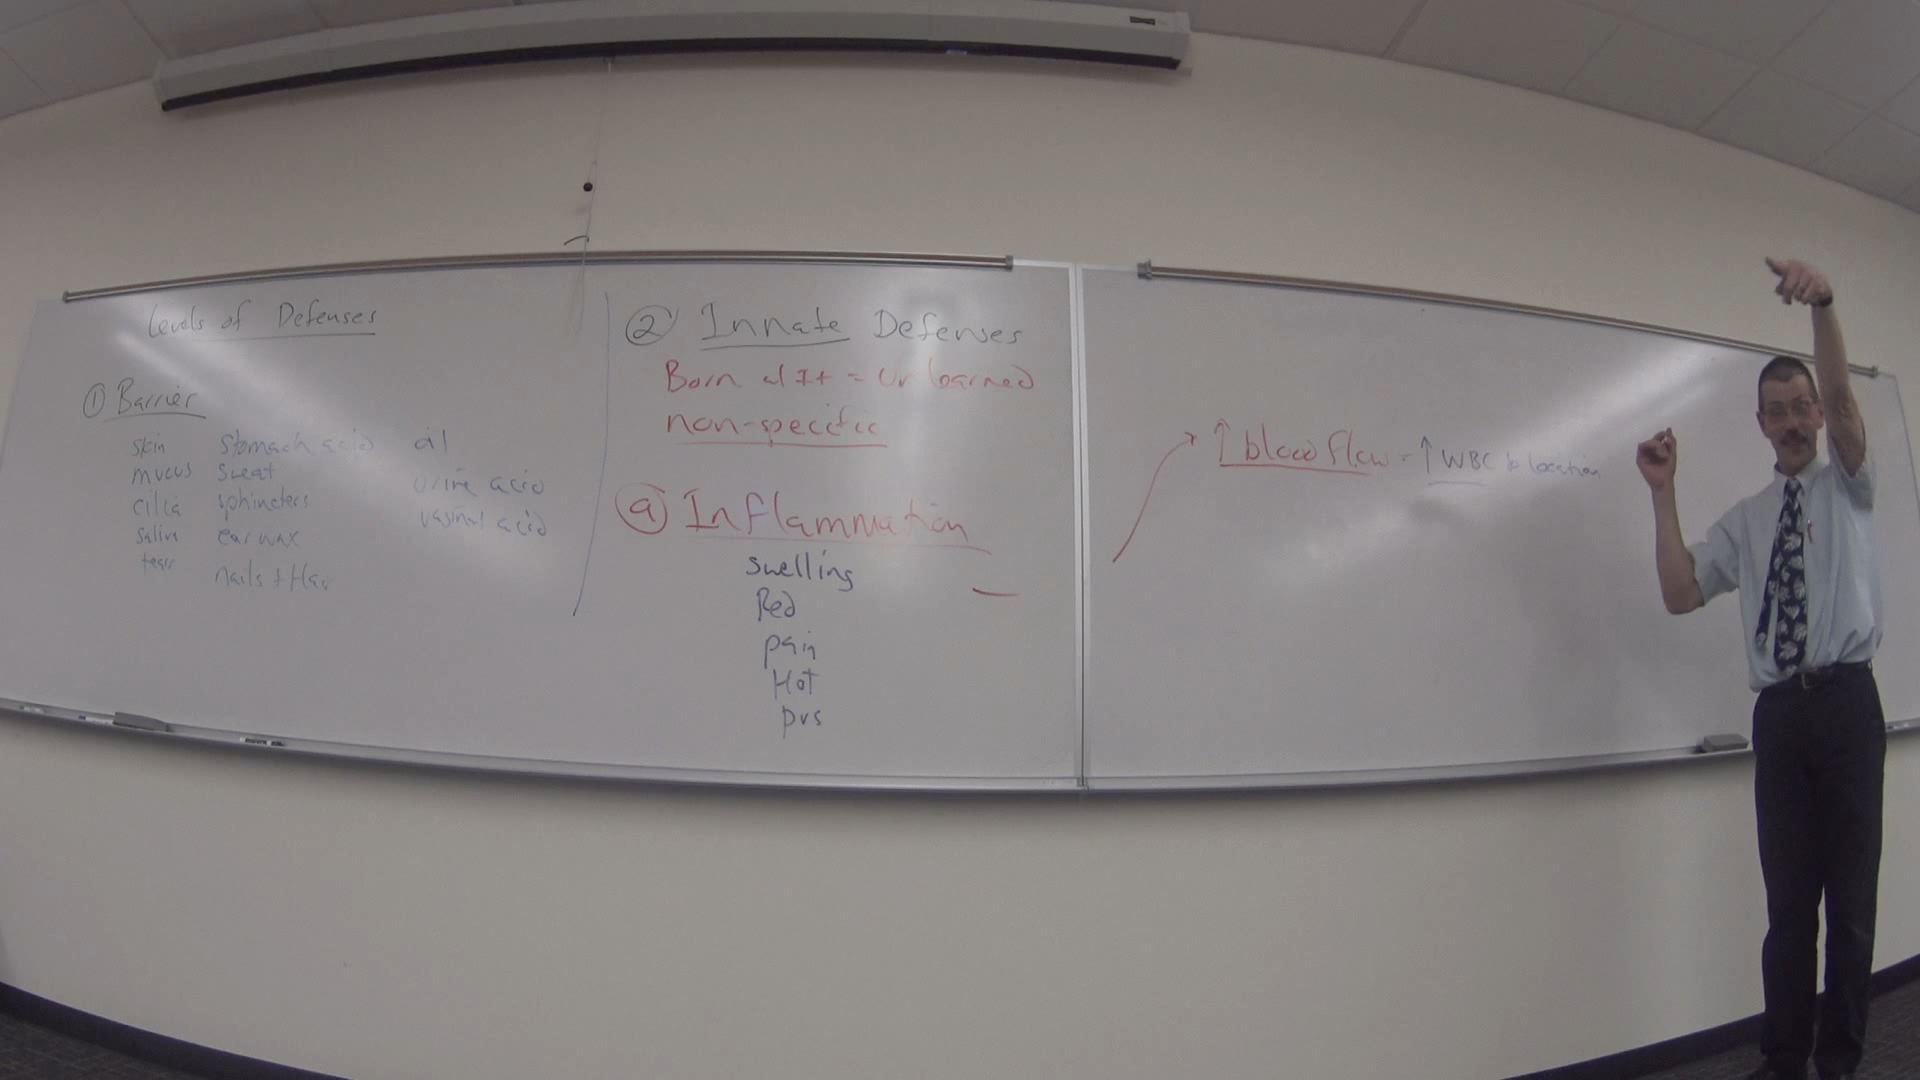 Levels of Defenses
① Barrier
skin
mucus
cilia
saliva
tears
stomach acid
sweat
sphincters
ear wax
nails + Hair
oil
urine acid
vaginal acid
② Innate Defenses
Born w/ It = Unlearned
non-specific
ⓐ Inflammation
swelling
Red
pain
Hot
pus
↑ blood flow = ↑ WBC to location